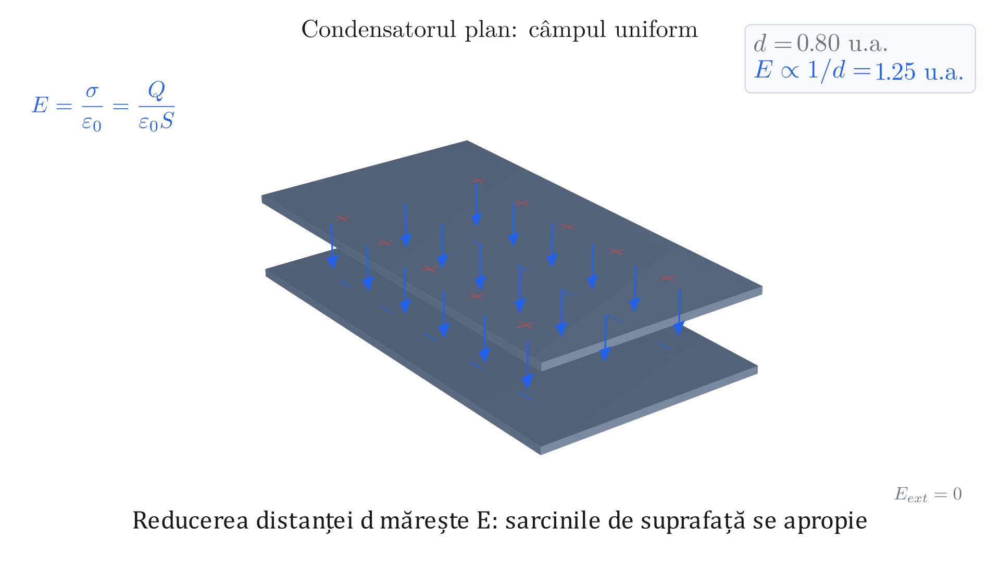 Condensatorul plan: câmpul uniform
d = 0.80 u.a.
E ∝ 1/d = 1.25 u.a.
E = σ/ε₀ = Q/(ε₀S)
E_ext = 0
Reducerea distanței d mărește E: sarcinile de suprafață se apropie